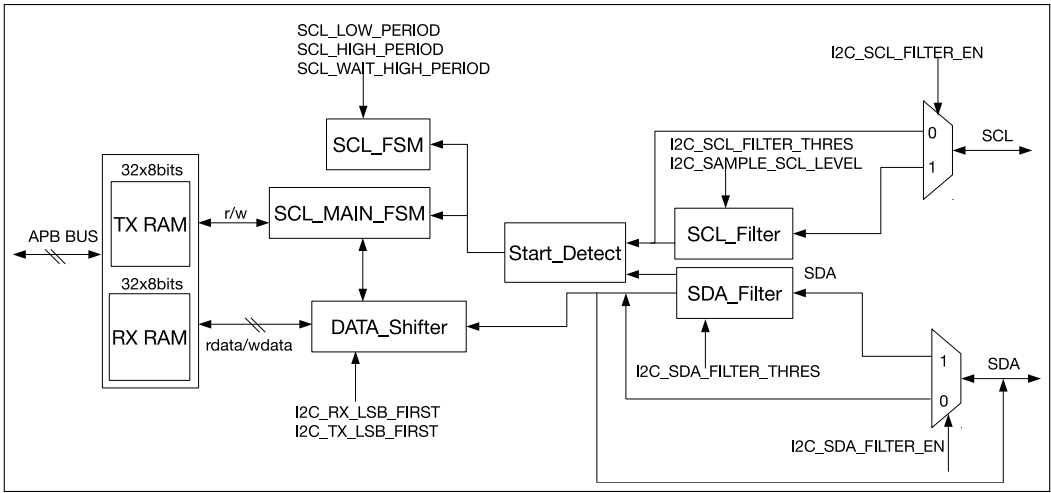 SCL_LOW_PERIOD
SCL_HIGH_PERIOD
SCL_WAIT_HIGH_PERIOD
I2C_SCL_FILTER_EN
SCL_FSM
0
SCL
I2C_SCL_FILTER_THRES
I2C_SAMPLE_SCL_LEVEL
1
32x8bits
TX RAM
r/w
SCL_MAIN_FSM
APB BUS
Start_Detect
SCL_Filter
SDA
32x8bits
RX RAM
rdata/wdata
DATA_Shifter
SDA_Filter
I2C_SDA_FILTER_THRES
1
SDA
0
I2C_RX_LSB_FIRST
I2C_TX_LSB_FIRST
I2C_SDA_FILTER_EN